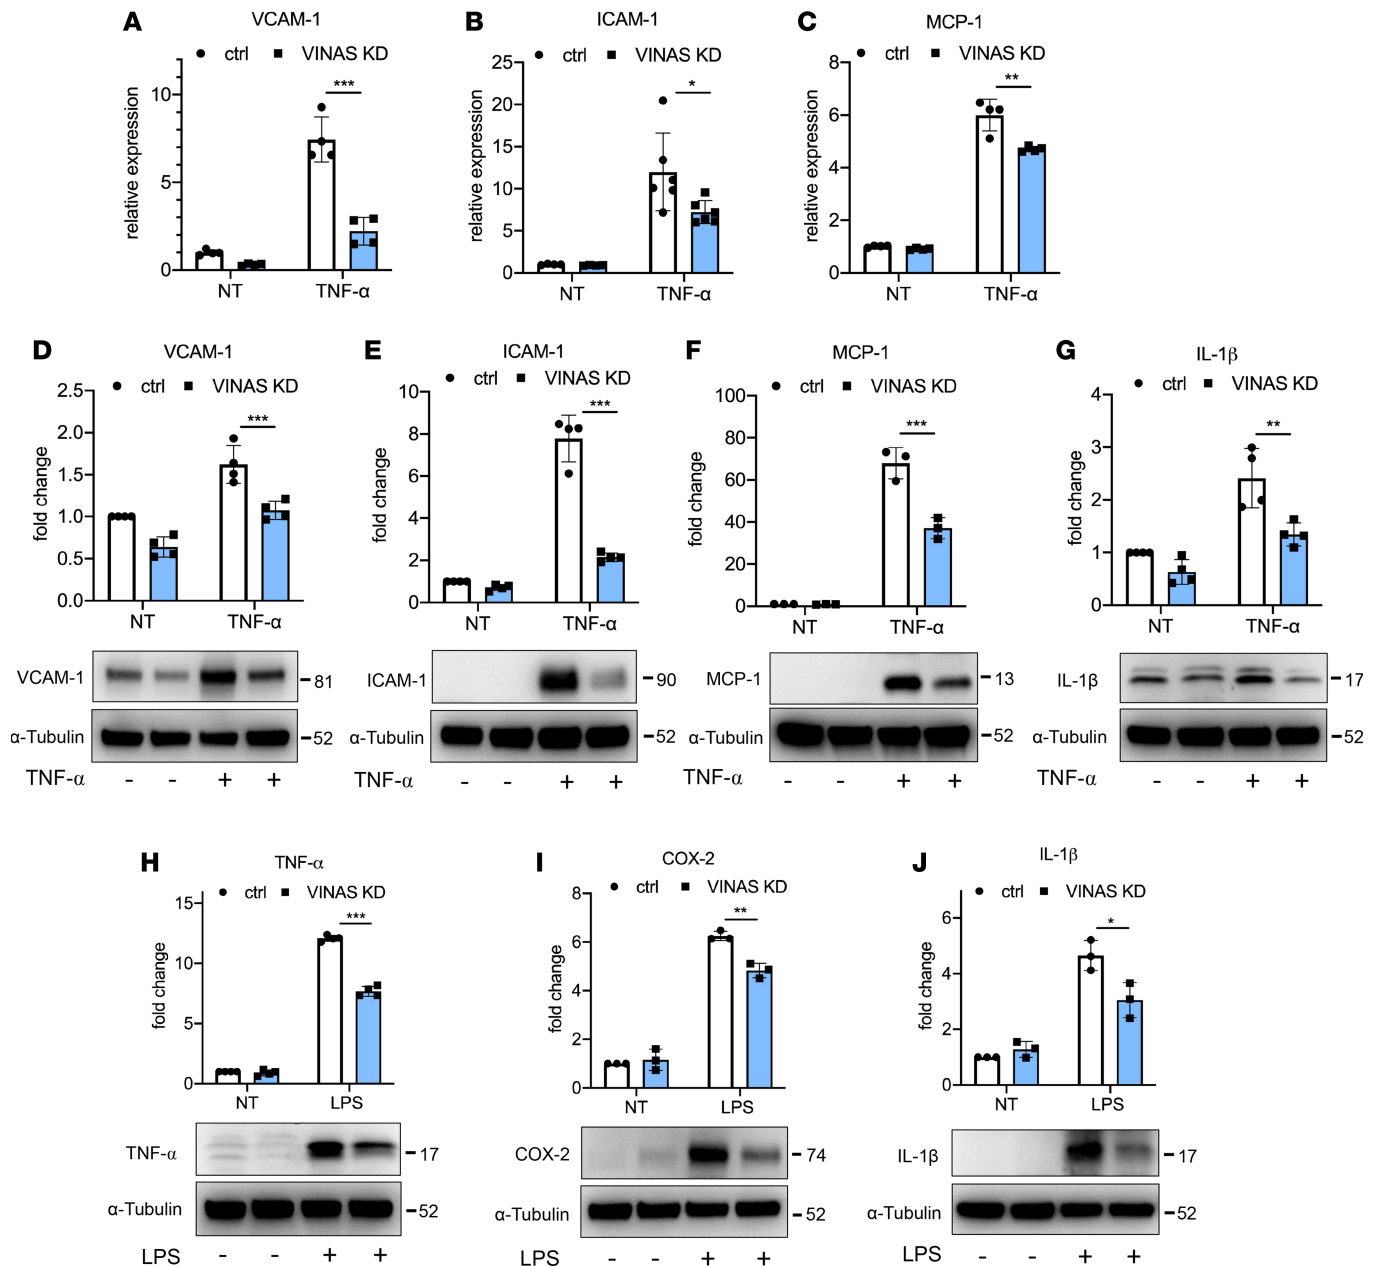 A VCAM-1
ctrl VINAS KD
***
relative expression
10
5
0
NT TNF-α
B ICAM-1
ctrl VINAS KD
*
relative expression
25
20
15
10
5
0
NT TNF-α
C MCP-1
ctrl VINAS KD
**
relative expression
8
6
4
2
0
NT TNF-α
D VCAM-1
ctrl VINAS KD
***
fold change
2.5
2.0
1.5
1.0
0.5
0.0
NT TNF-α
VCAM-1 81
α-Tubulin 52
TNF-α - - + +
E ICAM-1
ctrl VINAS KD
***
fold change
10
8
6
4
2
0
NT TNF-α
ICAM-1 90
α-Tubulin 52
TNF-α - - + +
F MCP-1
ctrl VINAS KD
***
fold change
100
80
60
40
20
0
NT TNF-α
MCP-1 13
α-Tubulin 52
TNF-α - - + +
G IL-1β
ctrl VINAS KD
**
fold change
4
3
2
1
0
NT TNF-α
IL-1β 17
α-Tubulin 52
TNF-α - - + +
H TNF-α
ctrl VINAS KD
***
fold change
15
10
5
0
NT LPS
TNF-α 17
α-Tubulin 52
LPS - - + +
I COX-2
ctrl VINAS KD
**
fold change
8
6
4
2
0
NT LPS
COX-2 74
α-Tubulin 52
LPS - - + +
J IL-1β
ctrl VINAS KD
*
fold change
6
4
2
0
NT LPS
IL-1β 17
α-Tubulin 52
LPS - - + +